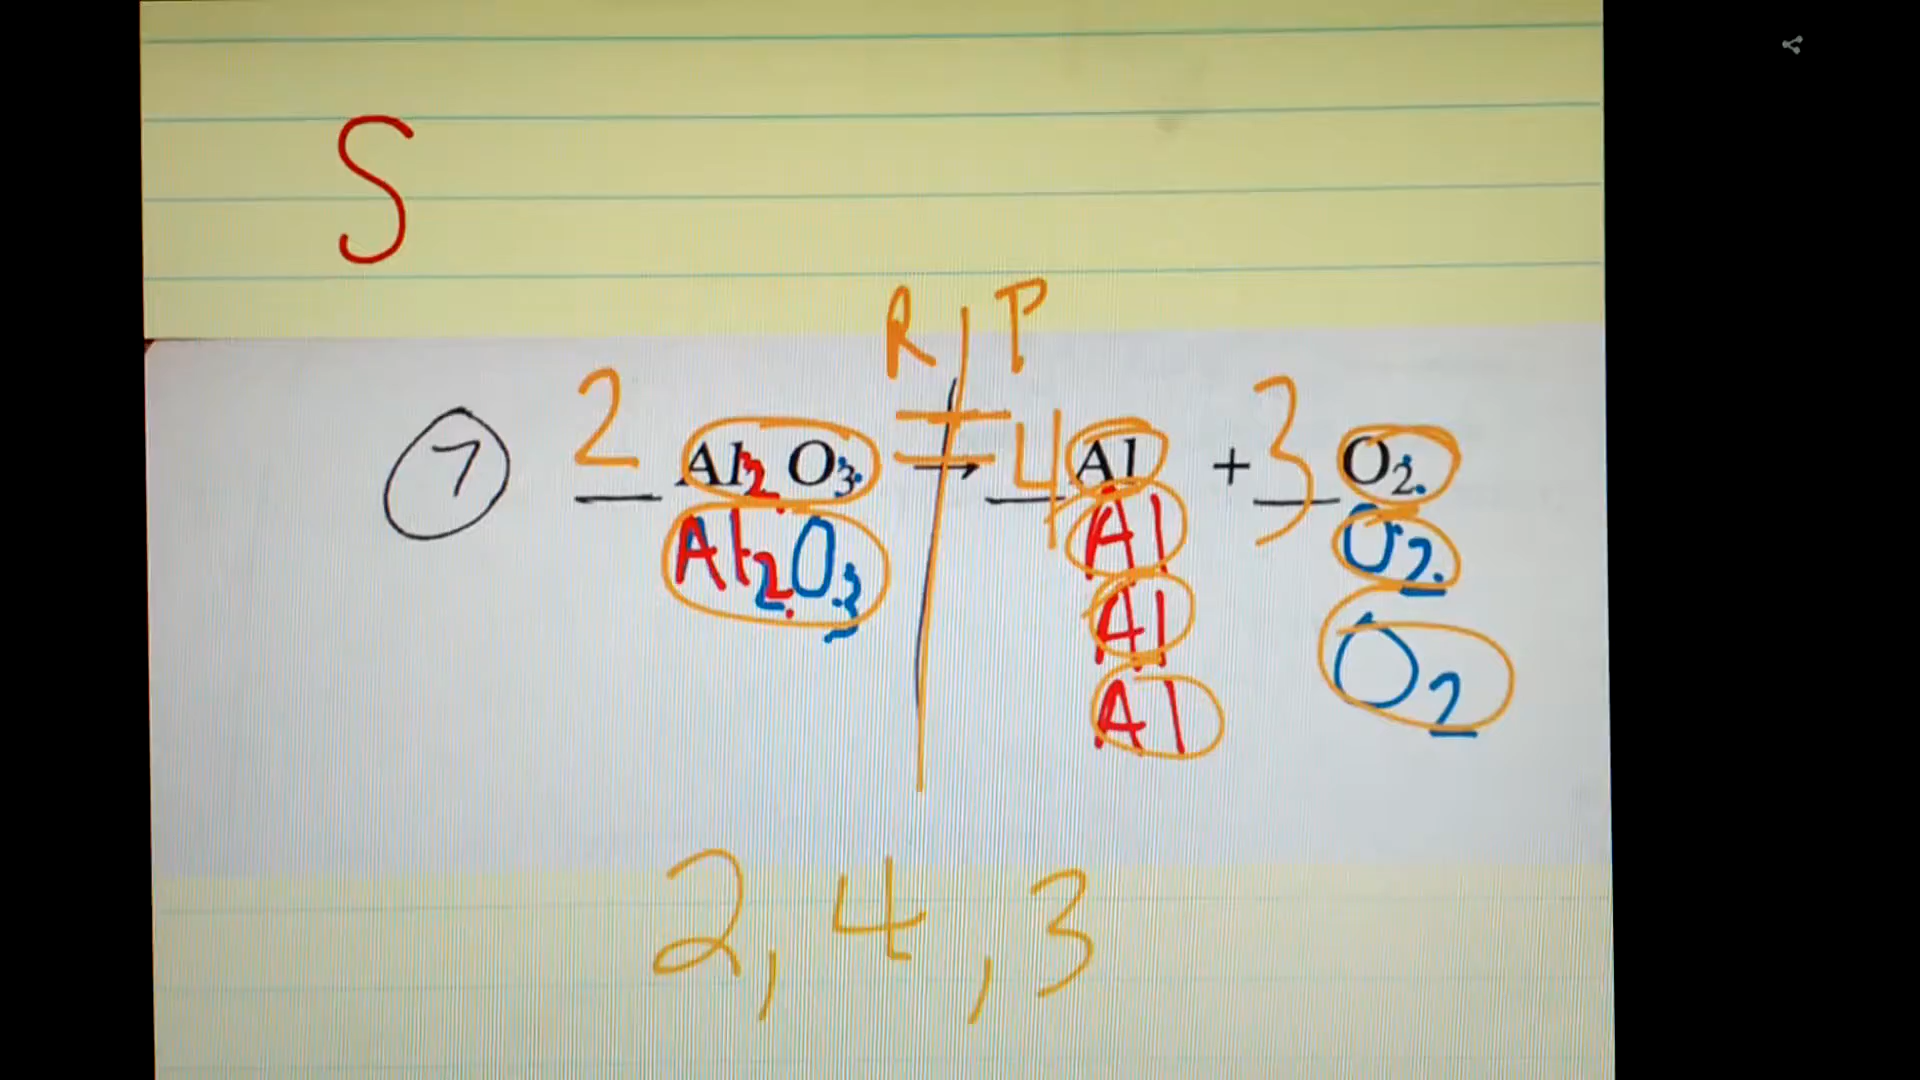 S
R P
7 2 Al2 O3 → 4 Al + 3 O2
Al2O3 Al O2
Al O2
Al
2, 4, 3